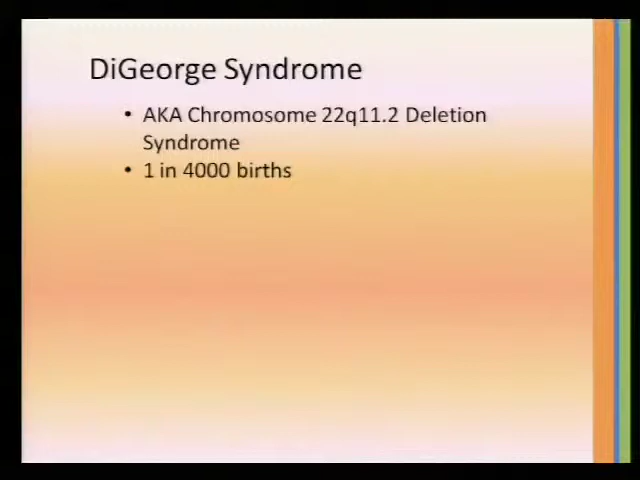 DiGeorge Syndrome
• AKA Chromosome 22q11.2 Deletion
Syndrome
• 1 in 4000 births